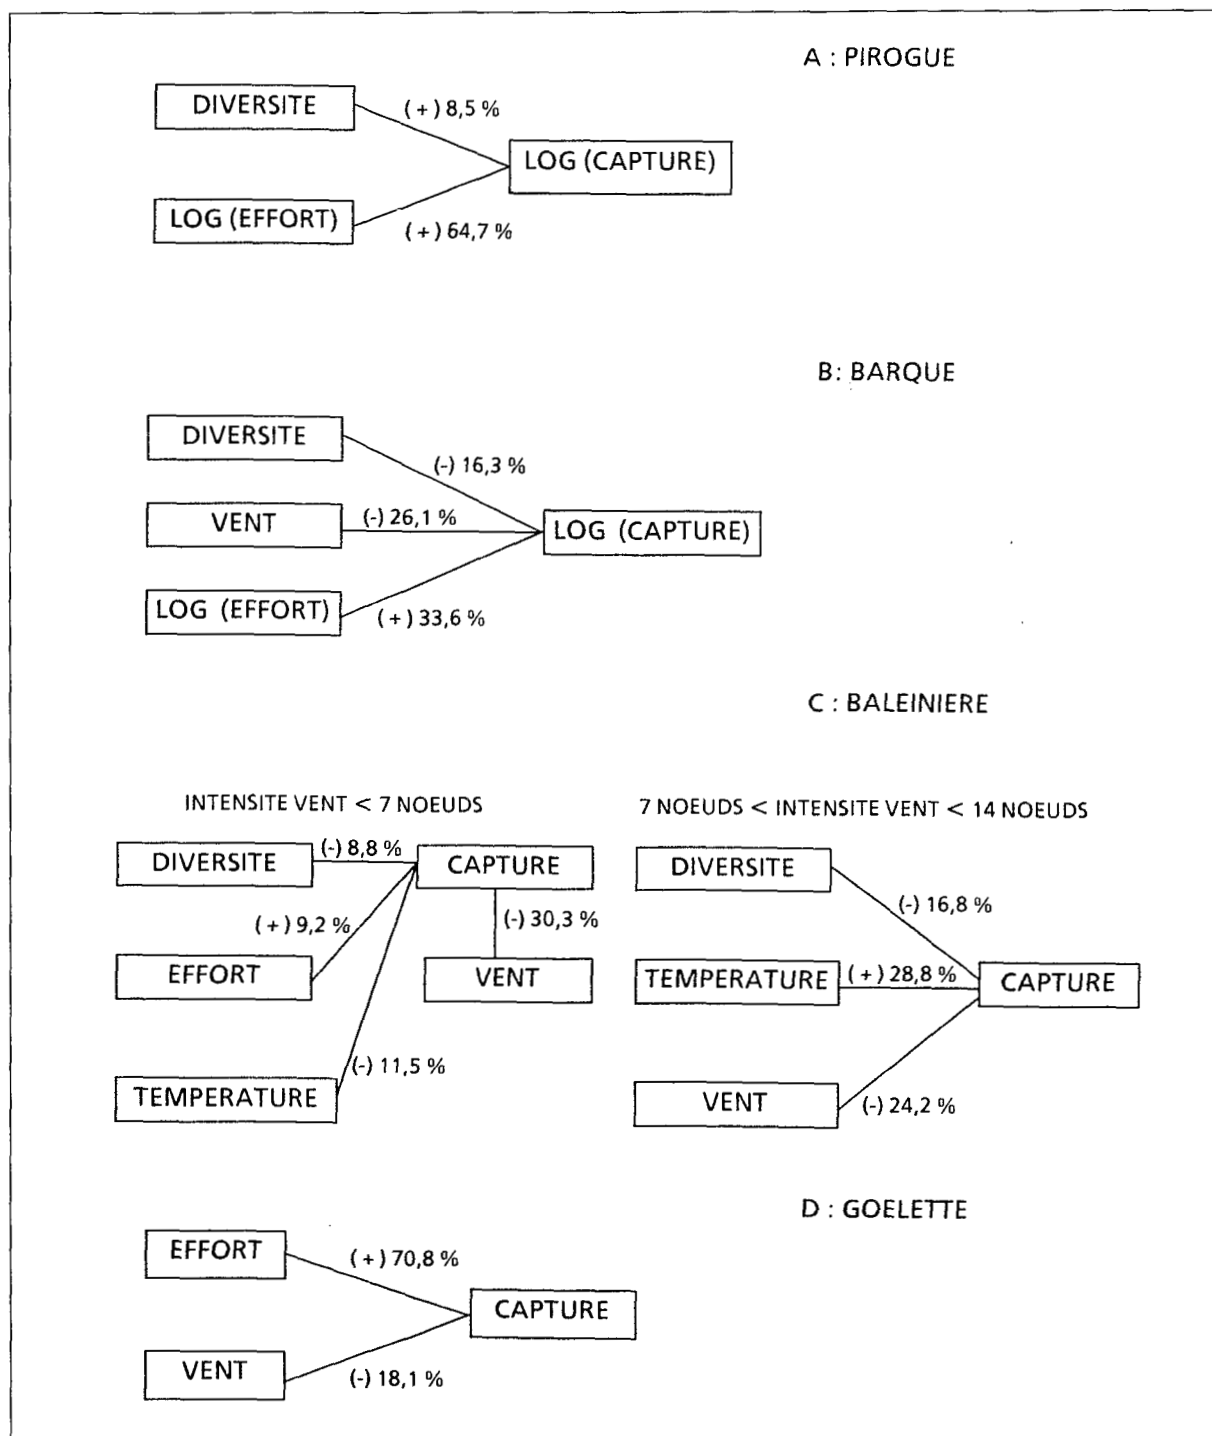 A : PIROGUE
DIVERSITE
(+) 8,5 %
LOG (CAPTURE)
LOG (EFFORT)
(+) 64,7 %
B: BARQUE
DIVERSITE
(-) 16,3 %
VENT
(-) 26,1 %
LOG (CAPTURE)
LOG (EFFORT)
(+) 33,6 %
C : BALEINIERE
INTENSITE VENT < 7 NOEUDS
DIVERSITE
(-) 8,8 %
CAPTURE
(+) 9,2 %
(-) 30,3 %
EFFORT
VENT
(-) 11,5 %
TEMPERATURE
7 NOEUDS < INTENSITE VENT < 14 NOEUDS
DIVERSITE
(-) 16,8 %
TEMPERATURE
(+) 28,8 %
CAPTURE
VENT
(-) 24,2 %
D : GOELETTE
EFFORT
(+) 70,8 %
CAPTURE
VENT
(-) 18,1 %